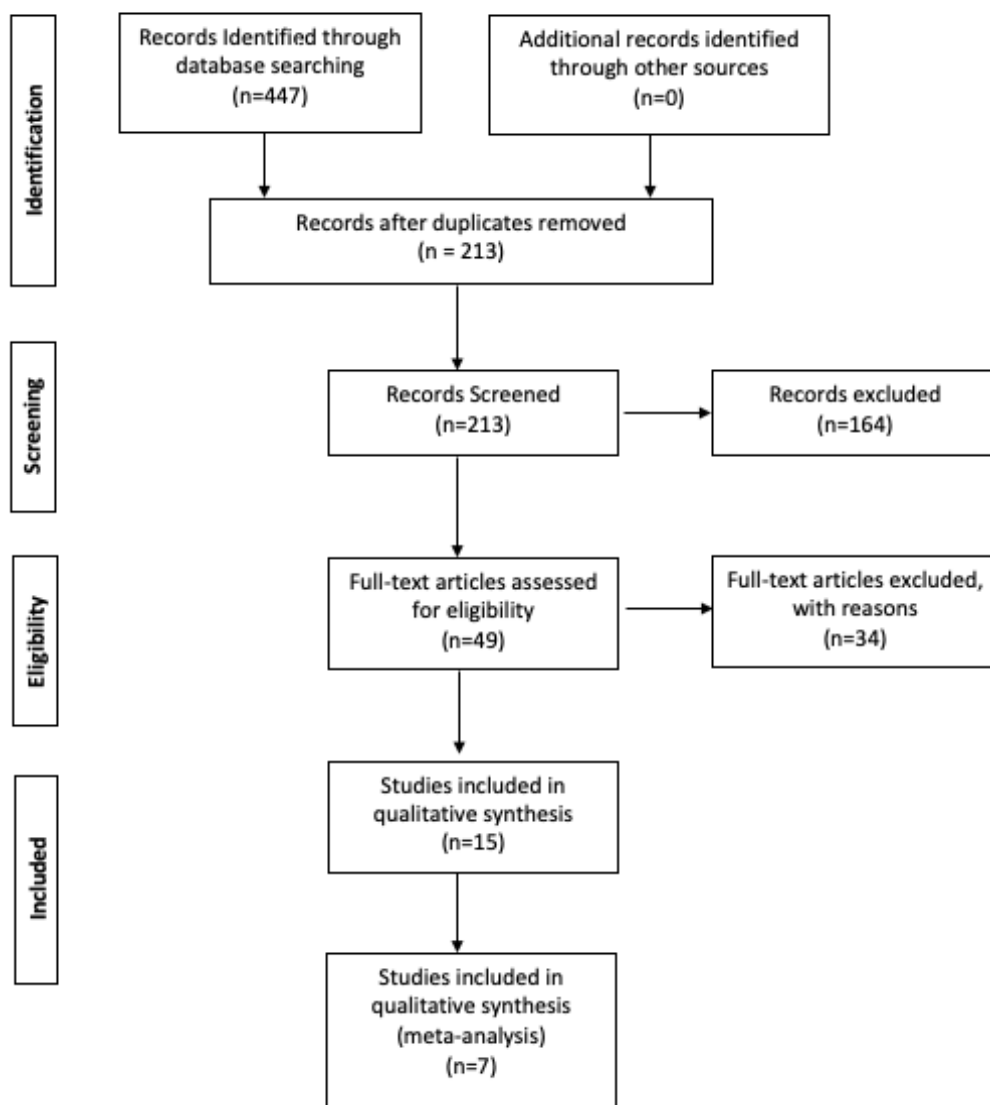 Identification
Records Identified through
database searching
(n=447)
Additional records identified
through other sources
(n=0)
Records after duplicates removed
(n = 213)
Screening
Records Screened
(n=213)
Records excluded
(n=164)
Eligibility
Full-text articles assessed
for eligibility
(n=49)
Full-text articles excluded,
with reasons
(n=34)
Included
Studies included in
qualitative synthesis
(n=15)
Studies included in
qualitative synthesis
(meta-analysis)
(n=7)